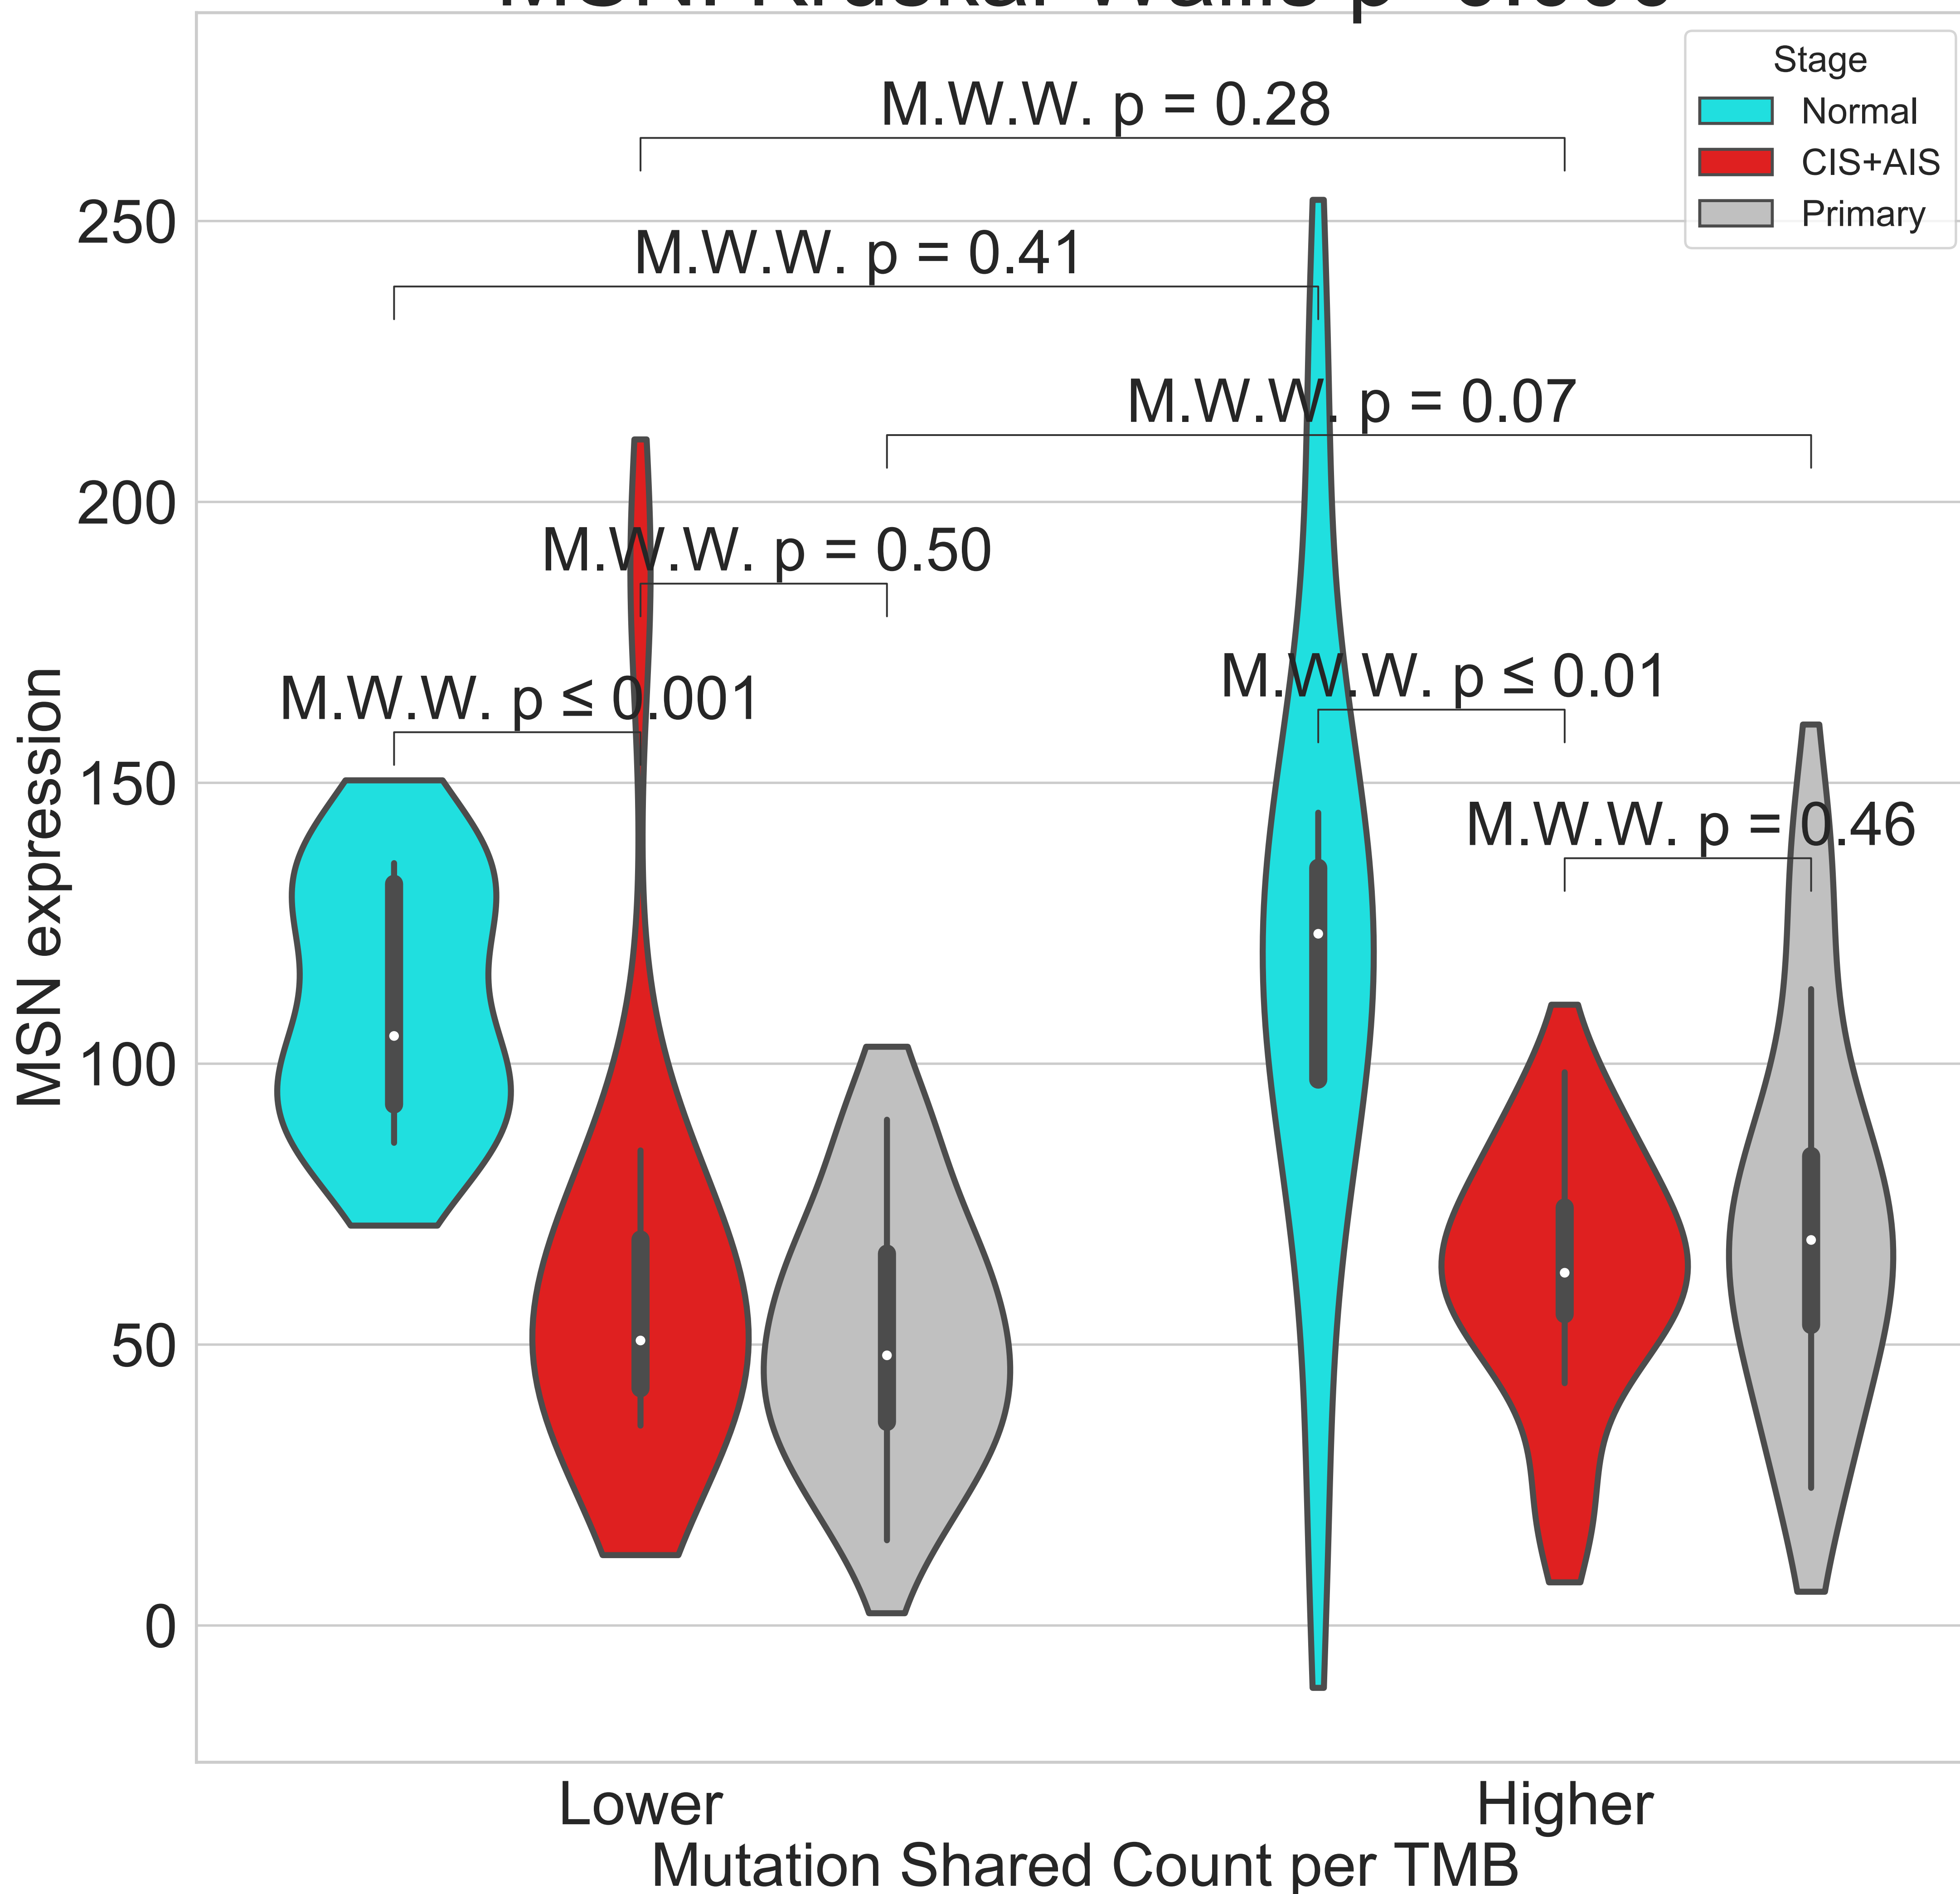 Stage
Normal
CIS+AIS
Primary
M.W.W. p = 0.28
M.W.W. p = 0.41
M.W.W. p = 0.07
M.W.W. p = 0.50
M.W.W. p ≤ 0.01
M.W.W. p ≤ 0.001
M.W.W. p = 0.46
MSN expression
250
200
150
100
50
0
Lower
Higher
Mutation Shared Count per TMB